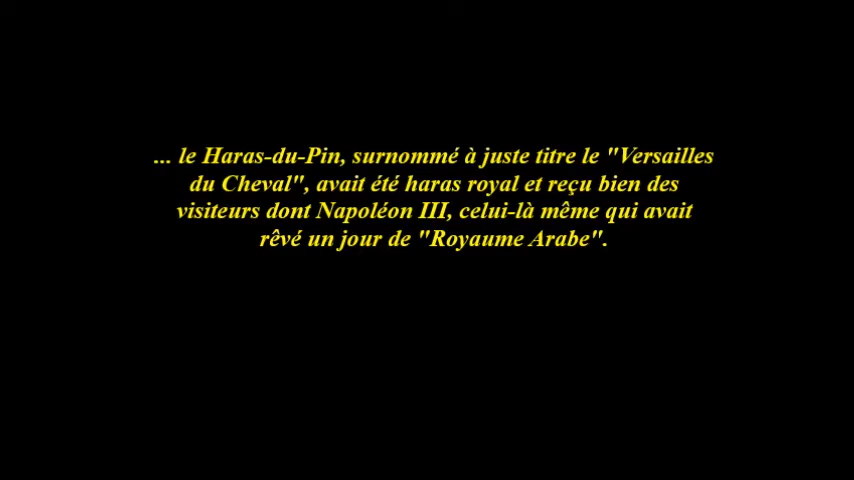 ... le Haras-du-Pin, surnommé à juste titre le "Versailles
du Cheval", avait été haras royal et reçu bien des
visiteurs dont Napoléon III, celui-là même qui avait
rêvé un jour de "Royaume Arabe".